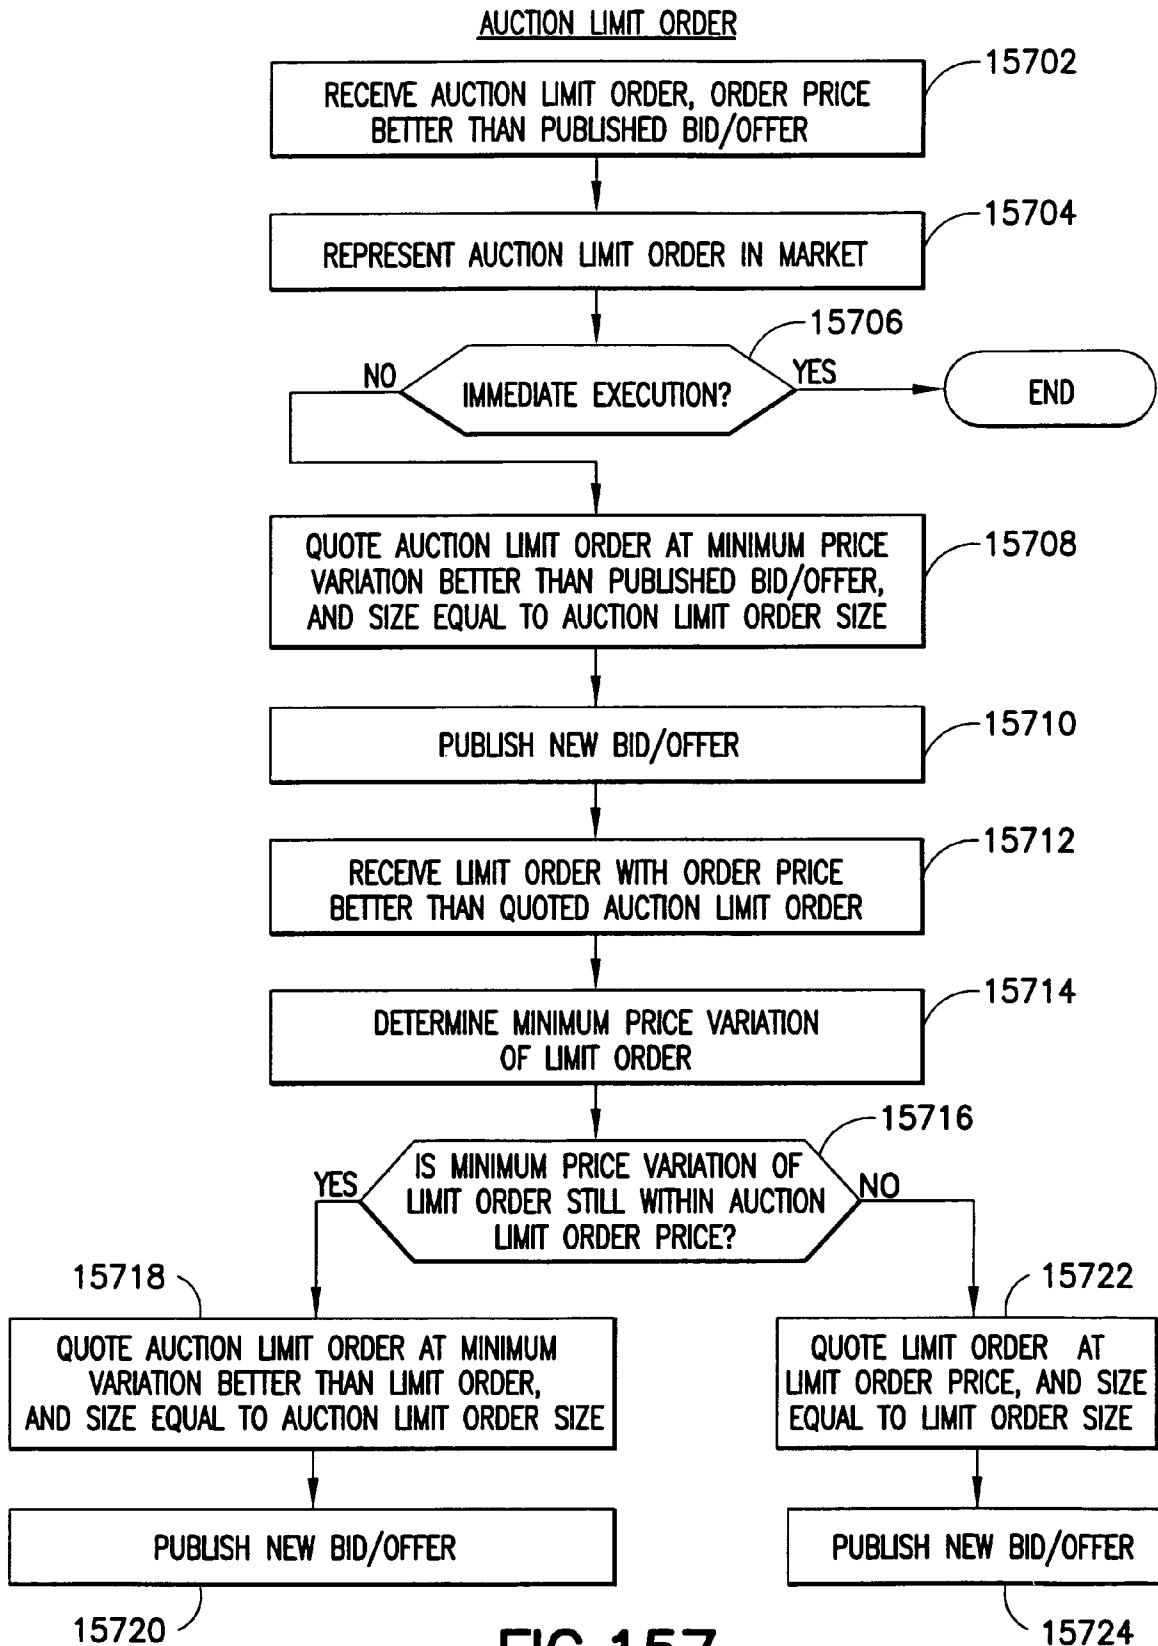 AUCTION LIMIT ORDER
15702
RECEIVE AUCTION LIMIT ORDER, ORDER PRICE
BETTER THAN PUBLISHED BID/OFFER
15704
REPRESENT AUCTION LIMIT ORDER IN MARKET
15706
NO
IMMEDIATE EXECUTION?
YES
END
QUOTE AUCTION LIMIT ORDER AT MINIMUM PRICE
VARIATION BETTER THAN PUBLISHED BID/OFFER,
AND SIZE EQUAL TO AUCTION LIMIT ORDER SIZE
15708
PUBLISH NEW BID/OFFER
15710
RECEIVE LIMIT ORDER WITH ORDER PRICE
BETTER THAN QUOTED AUCTION LIMIT ORDER
15712
DETERMINE MINIMUM PRICE VARIATION
OF LIMIT ORDER
15714
15716
YES
IS MINIMUM PRICE VARIATION OF
LIMIT ORDER STILL WITHIN AUCTION
LIMIT ORDER PRICE?
NO
15718
QUOTE AUCTION LIMIT ORDER AT MINIMUM
VARIATION BETTER THAN LIMIT ORDER,
AND SIZE EQUAL TO AUCTION LIMIT ORDER SIZE
15722
QUOTE LIMIT ORDER AT
LIMIT ORDER PRICE, AND SIZE
EQUAL TO LIMIT ORDER SIZE
PUBLISH NEW BID/OFFER
15720
PUBLISH NEW BID/OFFER
15724
FIG.157